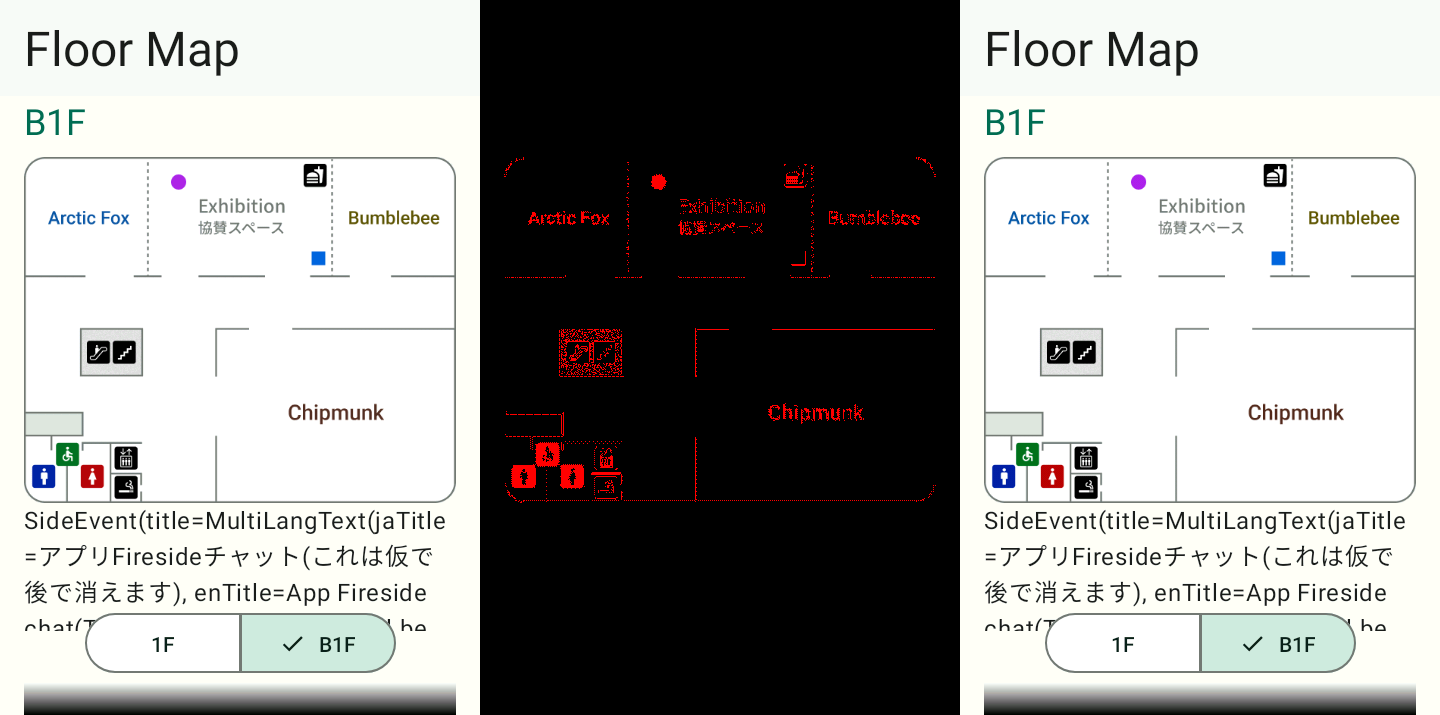 Floor Map
B1F
Exhibition
Arctic Fox
協賛スペース
Bumblebee
Chipmunk
SideEvent(title=MultiLangText(jaTitle
=アプリFiresideチャット(これは仮で
後で消えます), enTitle=App Fireside
1F
B1F
Exhibition
Arctic Fox
協賛スペース
Bumblebee
Chipmunk
Floor Map
B1F
Exhibition
Arctic Fox
協賛スペース
Bumblebee
Chipmunk
SideEvent(title=MultiLangText(jaTitle
=アプリFiresideチャット(これは仮で
後で消えます), enTitle=App Fireside
1F
B1F